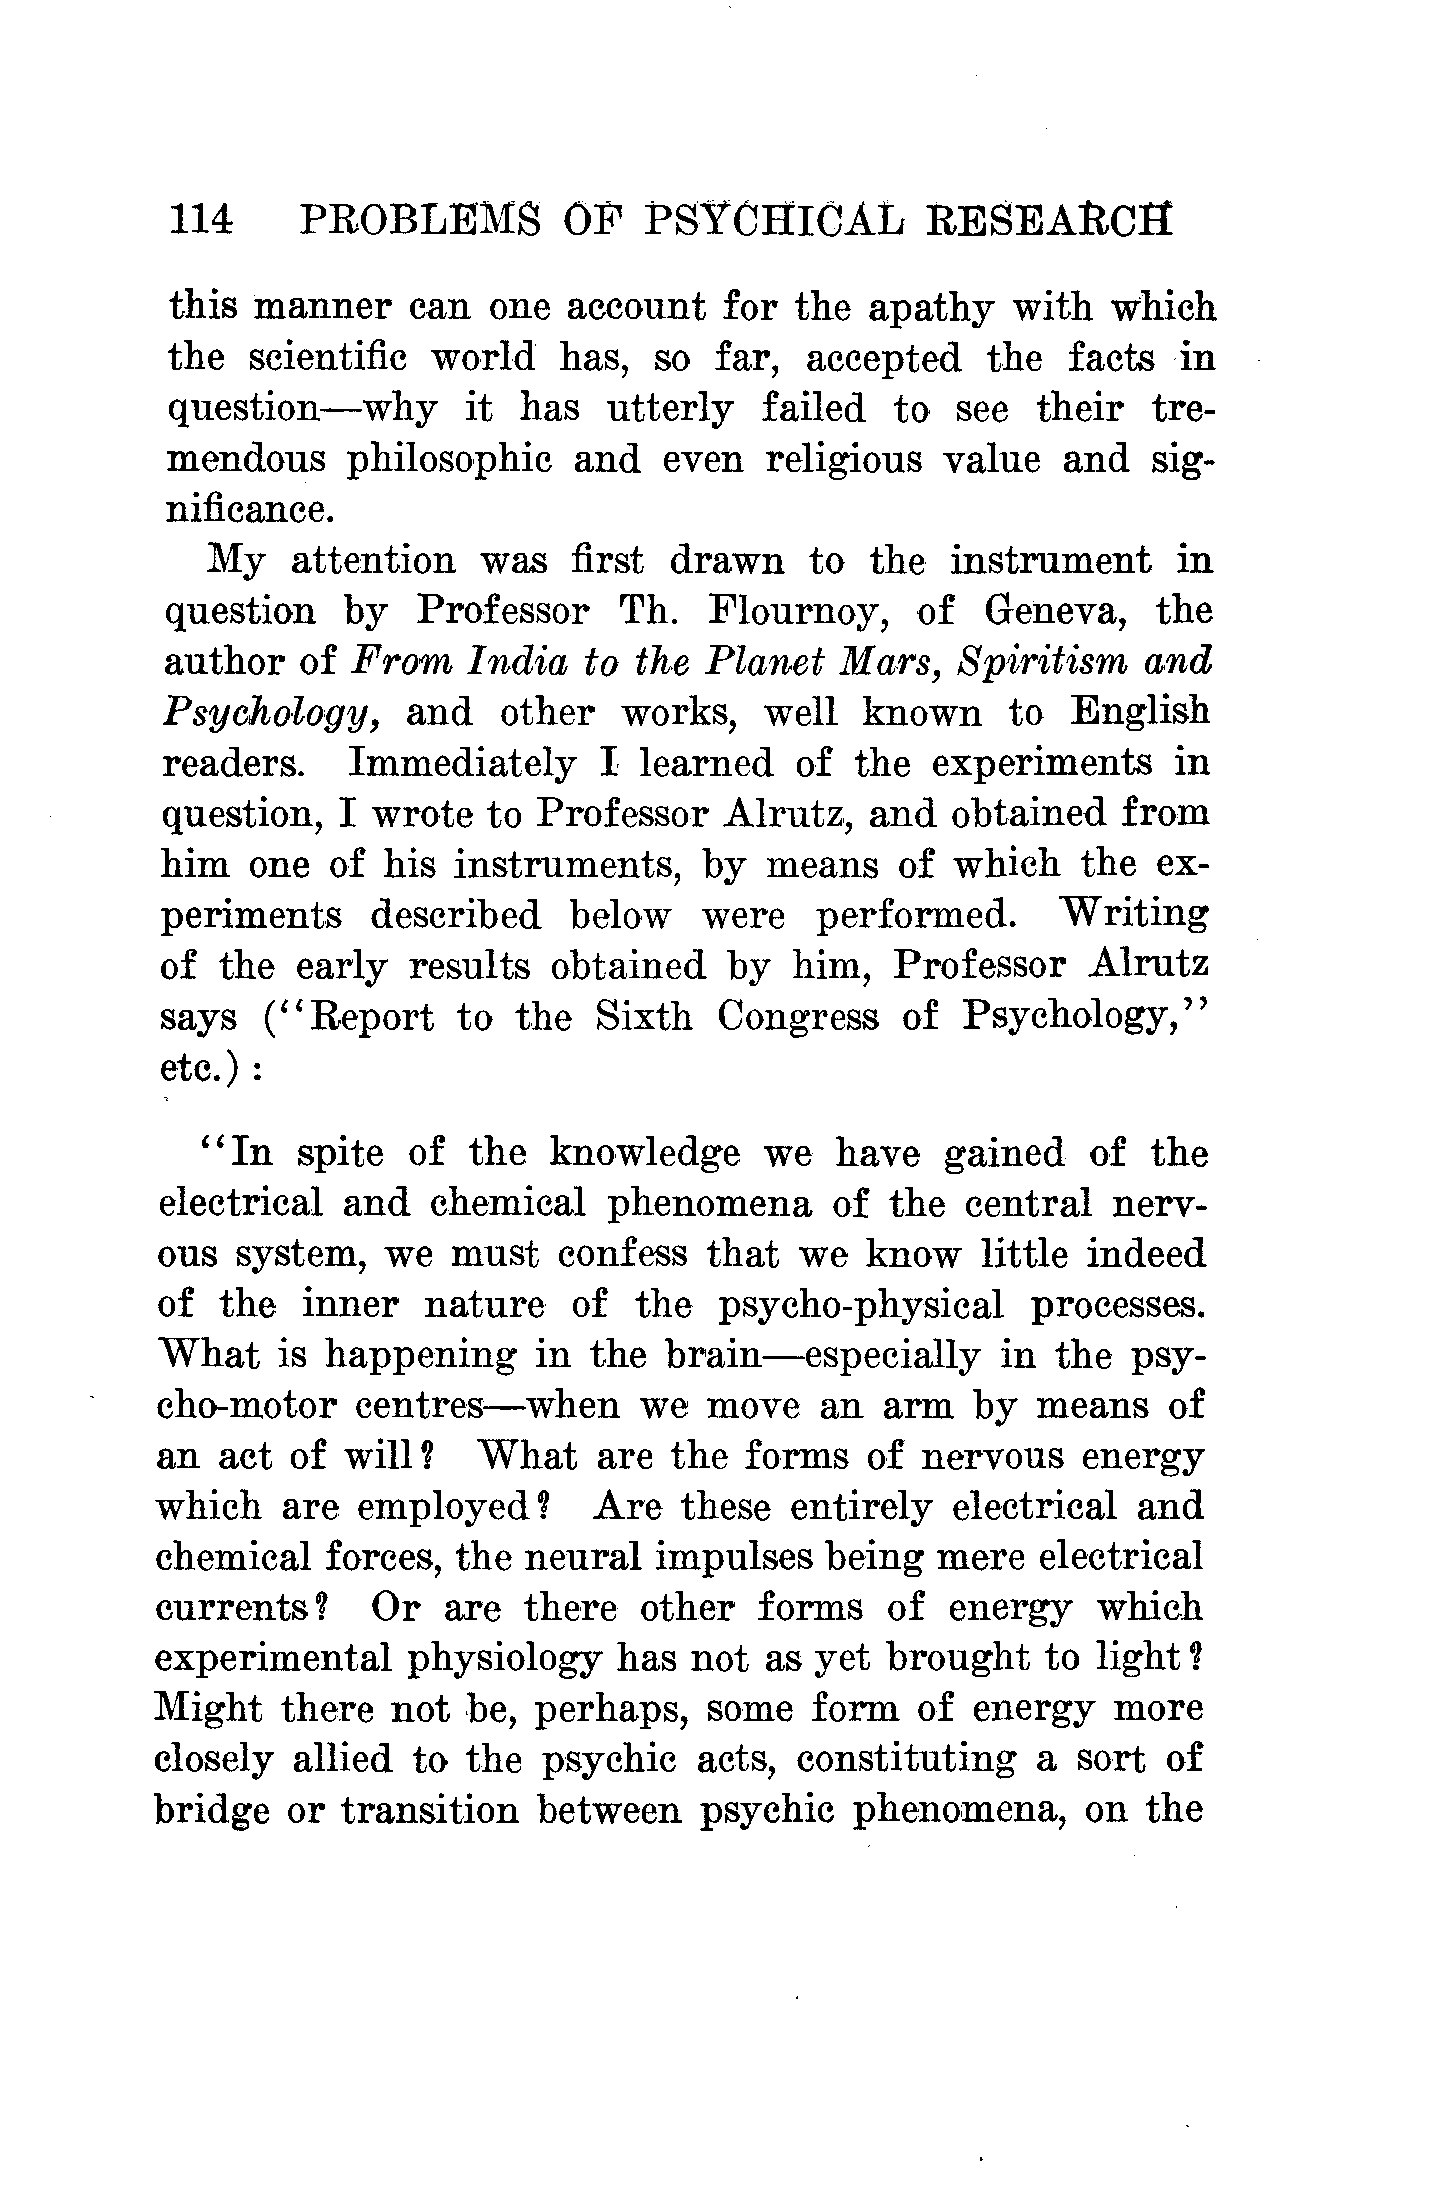 114 PROBLEMS OF PSYCHICAL RESEARCH
this manner can one account for the apathy with which
the scientific world has, so far, accepted the facts in
question—why it has utterly failed to see their tre-
mendous philosophic and even religious value and sig-
nificance.
My attention was first drawn to the instrument in
question by Professor Th. Flournoy, of Geneva, the
author of From India to the Planet Mars, Spiritism and
Psychology, and other works, well known to English
readers. Immediately I learned of the experiments in
question, I wrote to Professor Alrutz, and obtained from
him one of his instruments, by means of which the ex-
periments described below were performed. Writing
of the early results obtained by him, Professor Alrutz
says (“Report to the Sixth Congress of Psychology,”
etc.):
“In spite of the knowledge we have gained of the
electrical and chemical phenomena of the central nerv-
ous system, we must confess that we know little indeed
of the inner nature of the psycho-physical processes.
What is happening in the brain—especially in the psy-
cho-motor centres—when we move an arm by means of
an act of will? What are the forms of nervous energy
which are employed? Are these entirely electrical and
chemical forces, the neural impulses being mere electrical
currents? Or are there other forms of energy which
experimental physiology has not as yet brought to light?
Might there not be, perhaps, some form of energy more
closely allied to the psychic acts, constituting a sort of
bridge or transition between psychic phenomena, on the